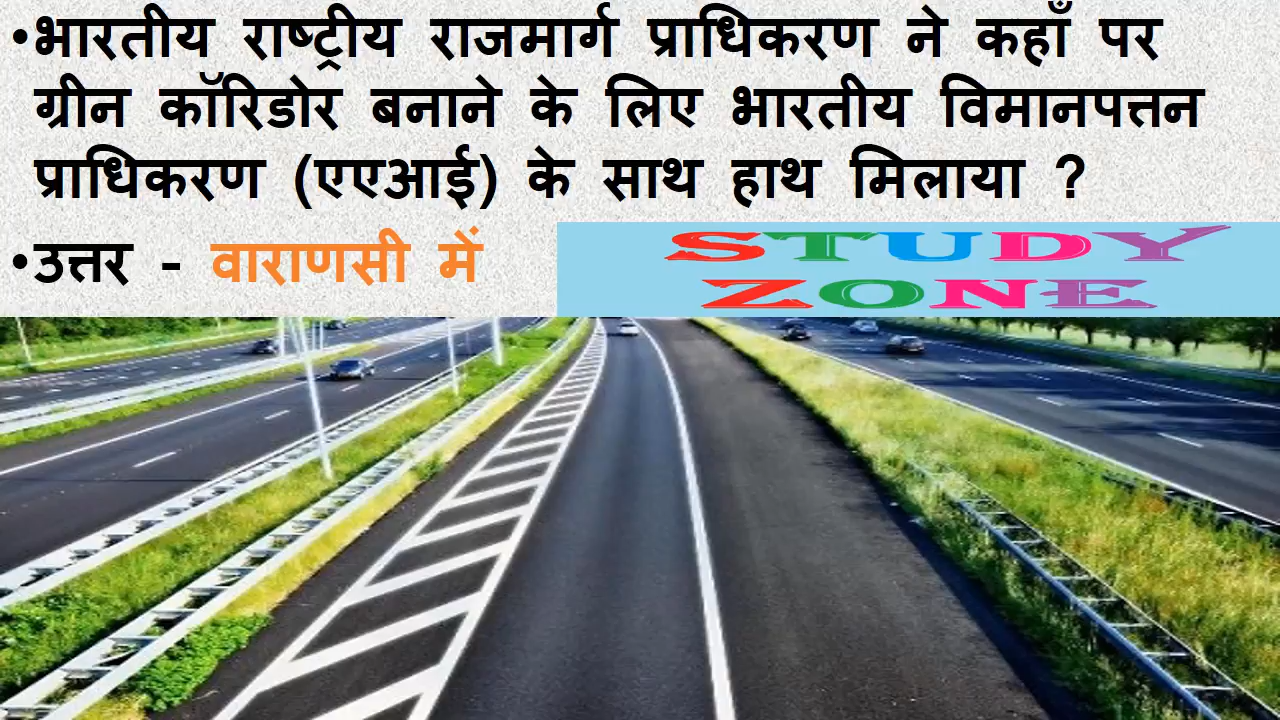 •भारतीय राष्ट्रीय राजमार्ग प्राधिकरण ने कहाँ पर
ग्रीन कॉरिडोर बनाने के लिए भारतीय विमानपत्तन
प्राधिकरण (एएआई) के साथ हाथ मिलाया ?
•उत्तर - वाराणसी में
STUDY
ZONE